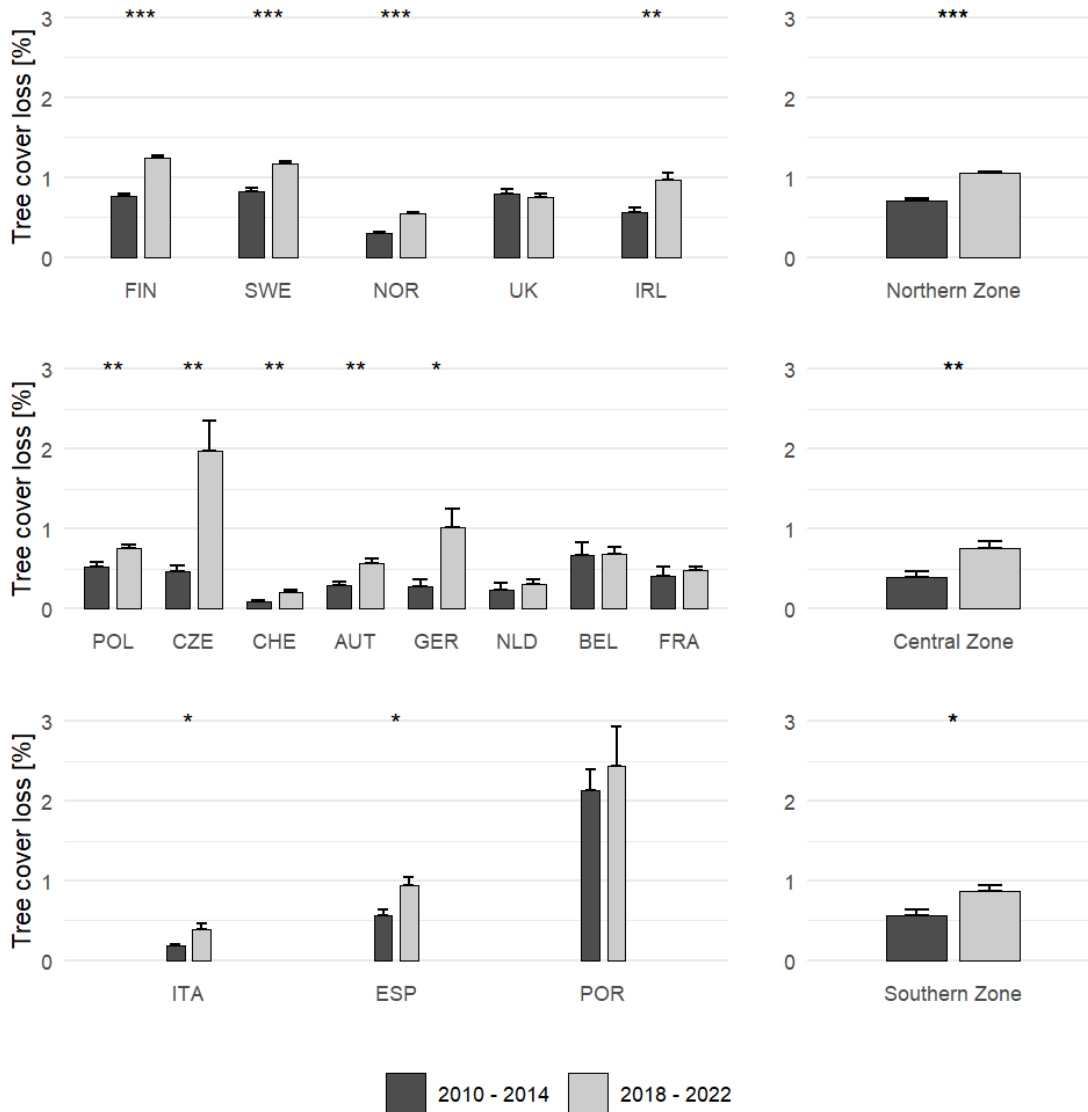 Tree cover loss [%]
3
2
1
0
*** *** *** **
FIN SWE NOR UK IRL
3
2
1
0
***
Northern Zone
Tree cover loss [%]
3
2
1
0
** ** ** ** *
POL CZE CHE AUT GER NLD BEL FRA
3
2
1
0
**
Central Zone
Tree cover loss [%]
3
2
1
0
* *
ITA ESP POR
3
2
1
0
*
Southern Zone
2010 - 2014 2018 - 2022